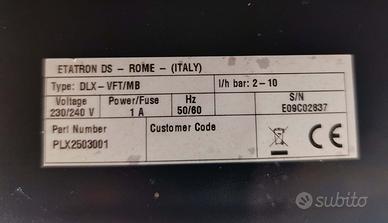 ETATRON DS - ROME - (ITALY)
Type: DLX-VFT/MB l/h bar: 2-10
Voltage Power/Fuse Hz S/N
230/240 V 1 A 50/60 E09C02837
Part Number Customer Code
PLX2503001
CE
subito